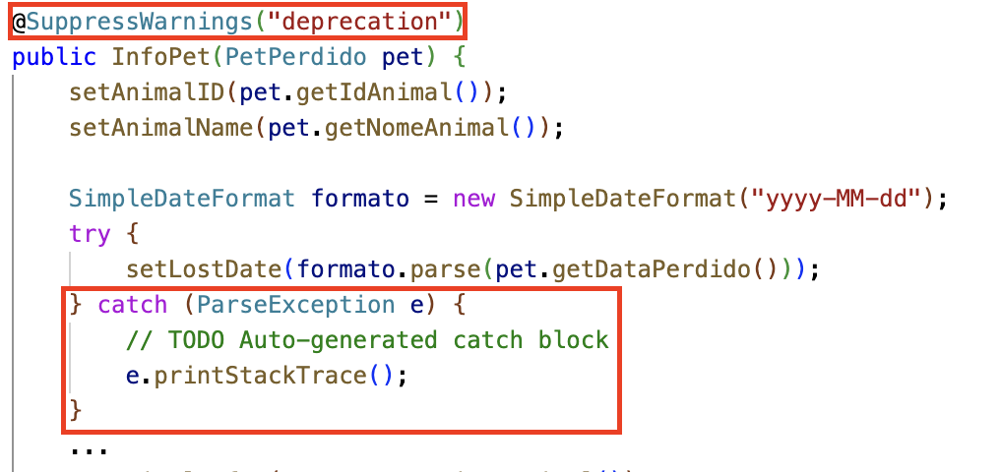 @SuppressWarnings("deprecation")
public InfoPet(PetPerdido pet) {
setAnimalID(pet.getIdAnimal());
setAnimalName(pet.getNomeAnimal());
SimpleDateFormat formato = new SimpleDateFormat("yyyy-MM-dd");
try {
setLostDate(formato.parse(pet.getDataPerdido()));
} catch (ParseException e) {
// TODO Auto-generated catch block
e.printStackTrace();
}
...